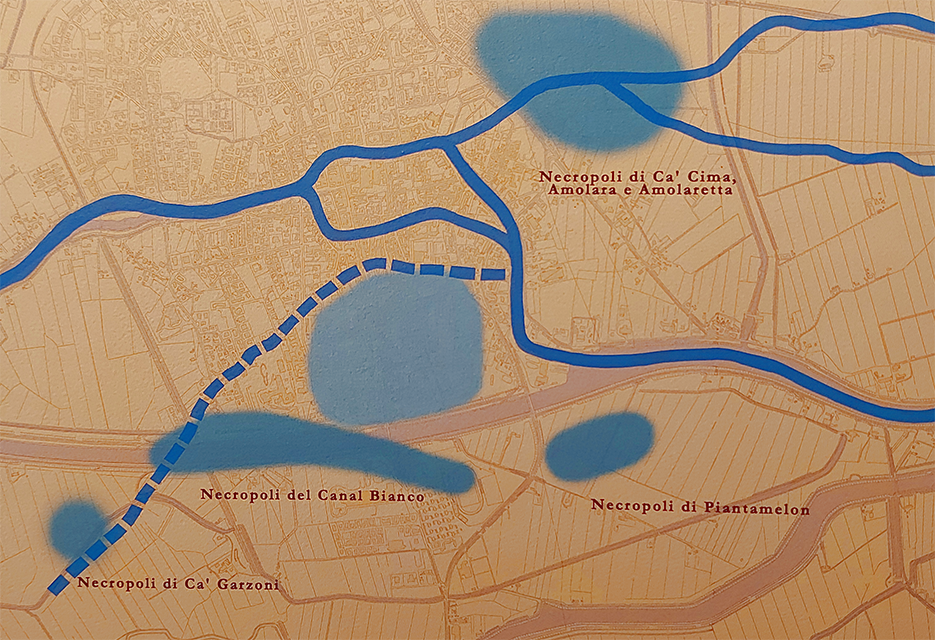 Necropoli di Ca' Cima,
Amolara e Amolaretta
Necropoli del Canal Bianco
Necropoli di Piantamelon
Necropoli di Ca' Garzoni